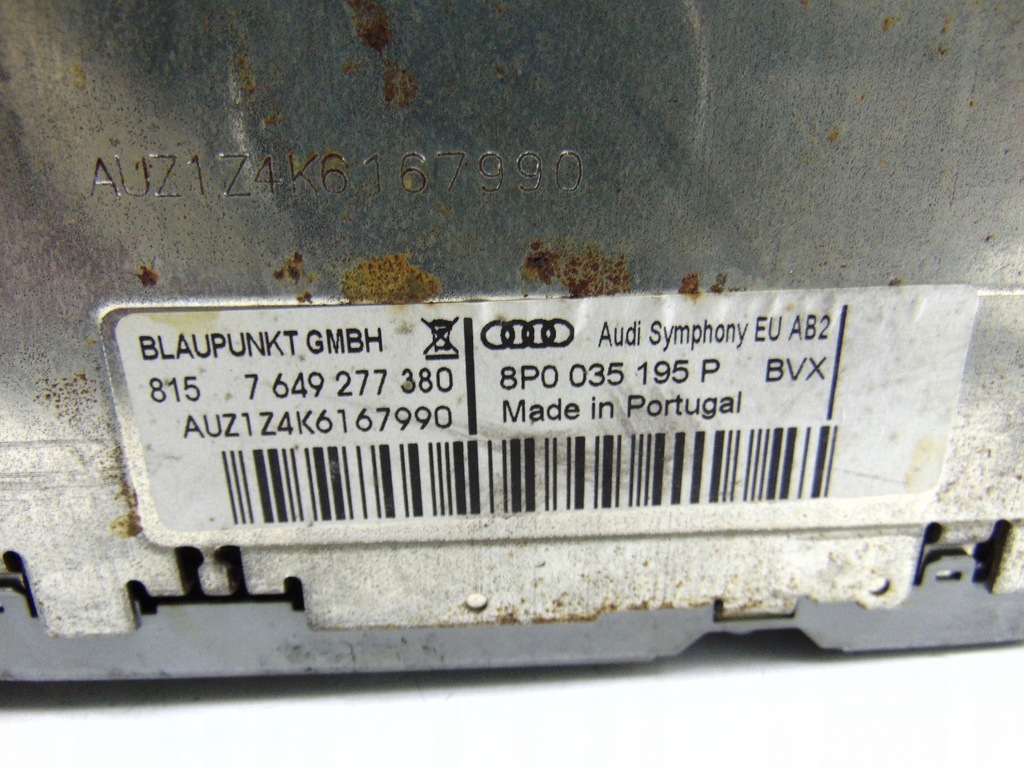 AUZ1Z4K6167990
BLAUPUNKT GMBH
815 7 649 277 380
AUZ1Z4K6167990
Audi Symphony EU AB2
8P0 035 195 P BVX
Made in Portugal